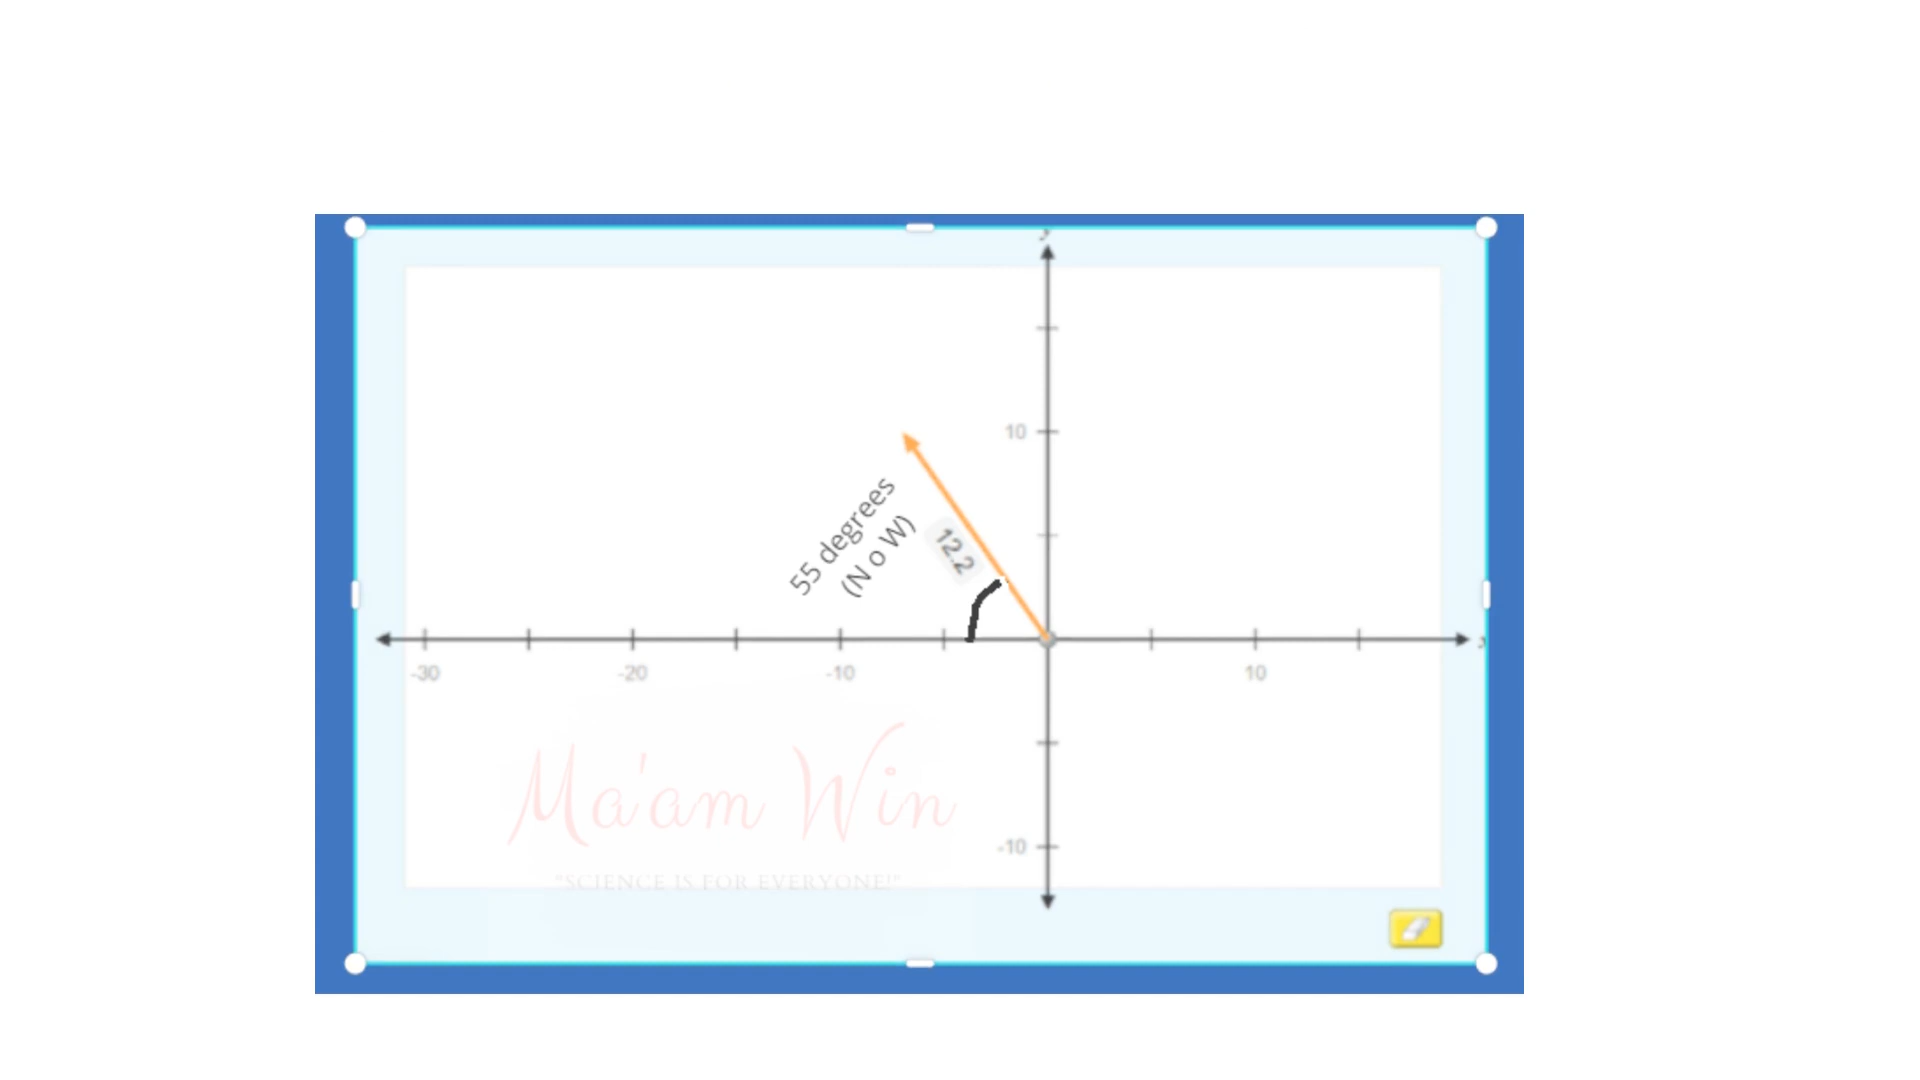 10
55 degrees
(N o W)
12.2
-30
-20
-10
10
Ma'am Win
-10
"SCIENCE IS FOR EVERYONE!"